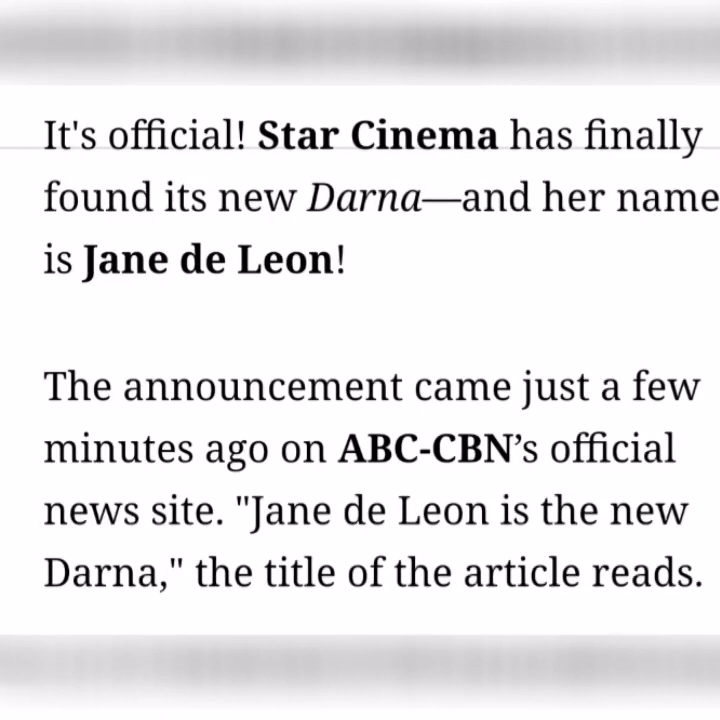 It's official! Star Cinema has finally
found its new Darna—and her name
is Jane de Leon!
The announcement came just a few
minutes ago on ABC-CBN’s official
news site. "Jane de Leon is the new
Darna," the title of the article reads.